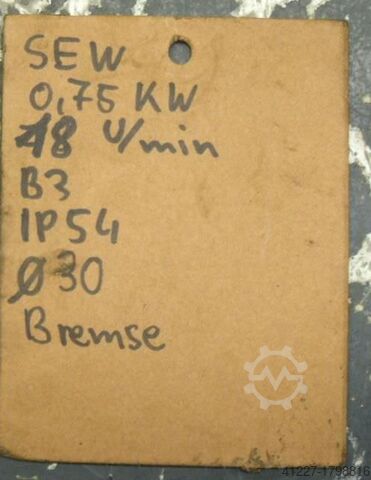 SEW
0,75 KW
18 U/min
B3
IP54
Ø30
Bremse
41227-1798816